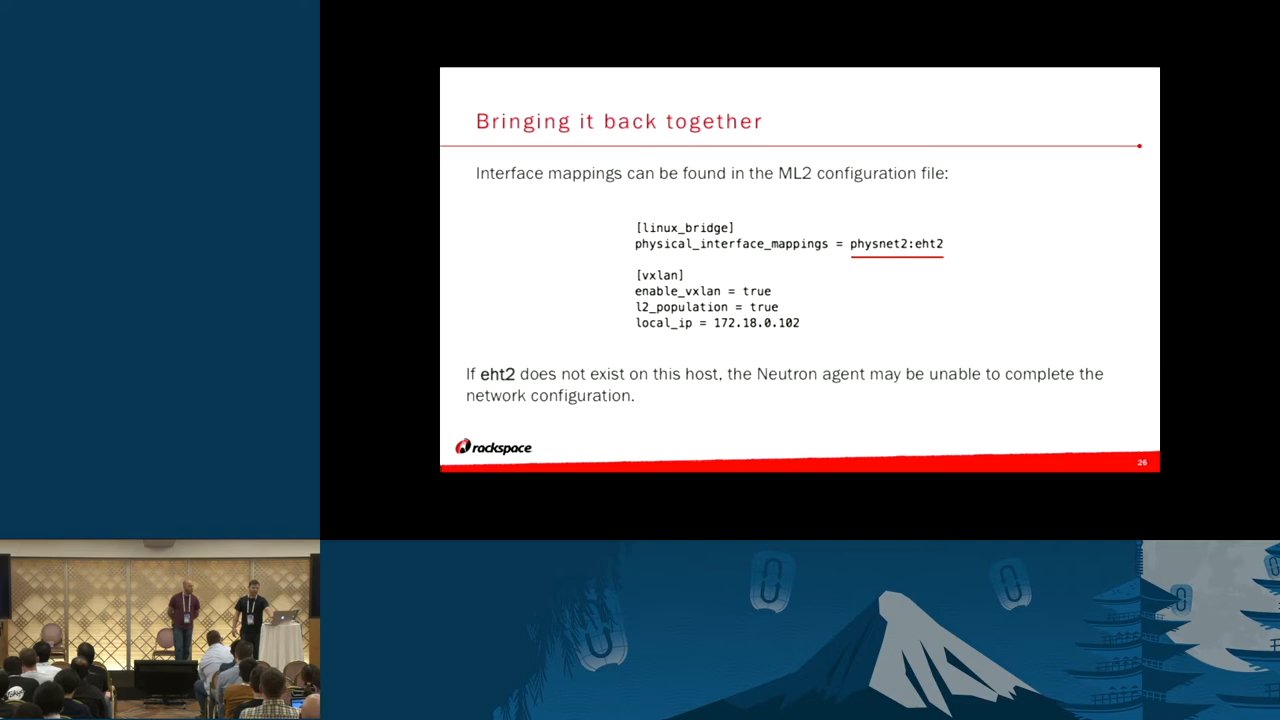 Bringing it back together
Interface mappings can be found in the ML2 configuration file:
[linux_bridge]
physical_interface_mappings = physnet2:eht2
[vxlan]
enable_vxlan = true
l2_population = true
local_ip = 172.18.0.102
If eht2 does not exist on this host, the Neutron agent may be unable to complete the
network configuration.
rackspace
26